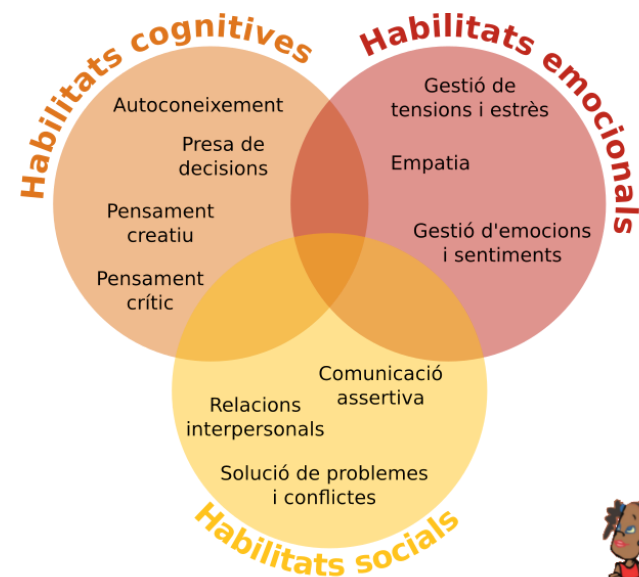 Habilitats cognitives
Autoconeixement
Presa de
decisions
Pensament
creatiu
Pensament
crític
Habilitats emocionals
Gestió de
tensions i estrès
Empatia
Gestió d'emocions
i sentiments
Comunicació
assertiva
Relacions
interpersonals
Solució de problemes
i conflictes
Habilitats socials